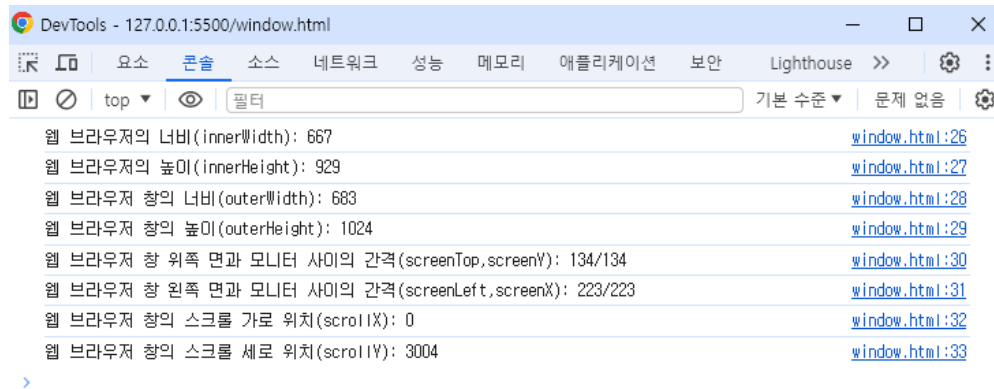 DevTools - 127.0.0.1:5500/window.html
요소 콘솔 소스 네트워크 성능 메모리 애플리케이션 보안 Lighthouse >>
top ▼ 필터 기본 수준 ▼ 문제 없음
웹 브라우저의 너비(innerWidth): 667 window.html:26
웹 브라우저의 높이(innerHeight): 929 window.html:27
웹 브라우저 창의 너비(outerWidth): 683 window.html:28
웹 브라우저 창의 높이(outerHeight): 1024 window.html:29
웹 브라우저 창 위쪽 면과 모니터 사이의 간격(screenTop,screenY): 134/134 window.html:30
웹 브라우저 창 왼쪽 면과 모니터 사이의 간격(screenLeft,screenX): 223/223 window.html:31
웹 브라우저 창의 스크롤 가로 위치(scrollX): 0 window.html:32
웹 브라우저 창의 스크롤 세로 위치(scrollY): 3004 window.html:33
>